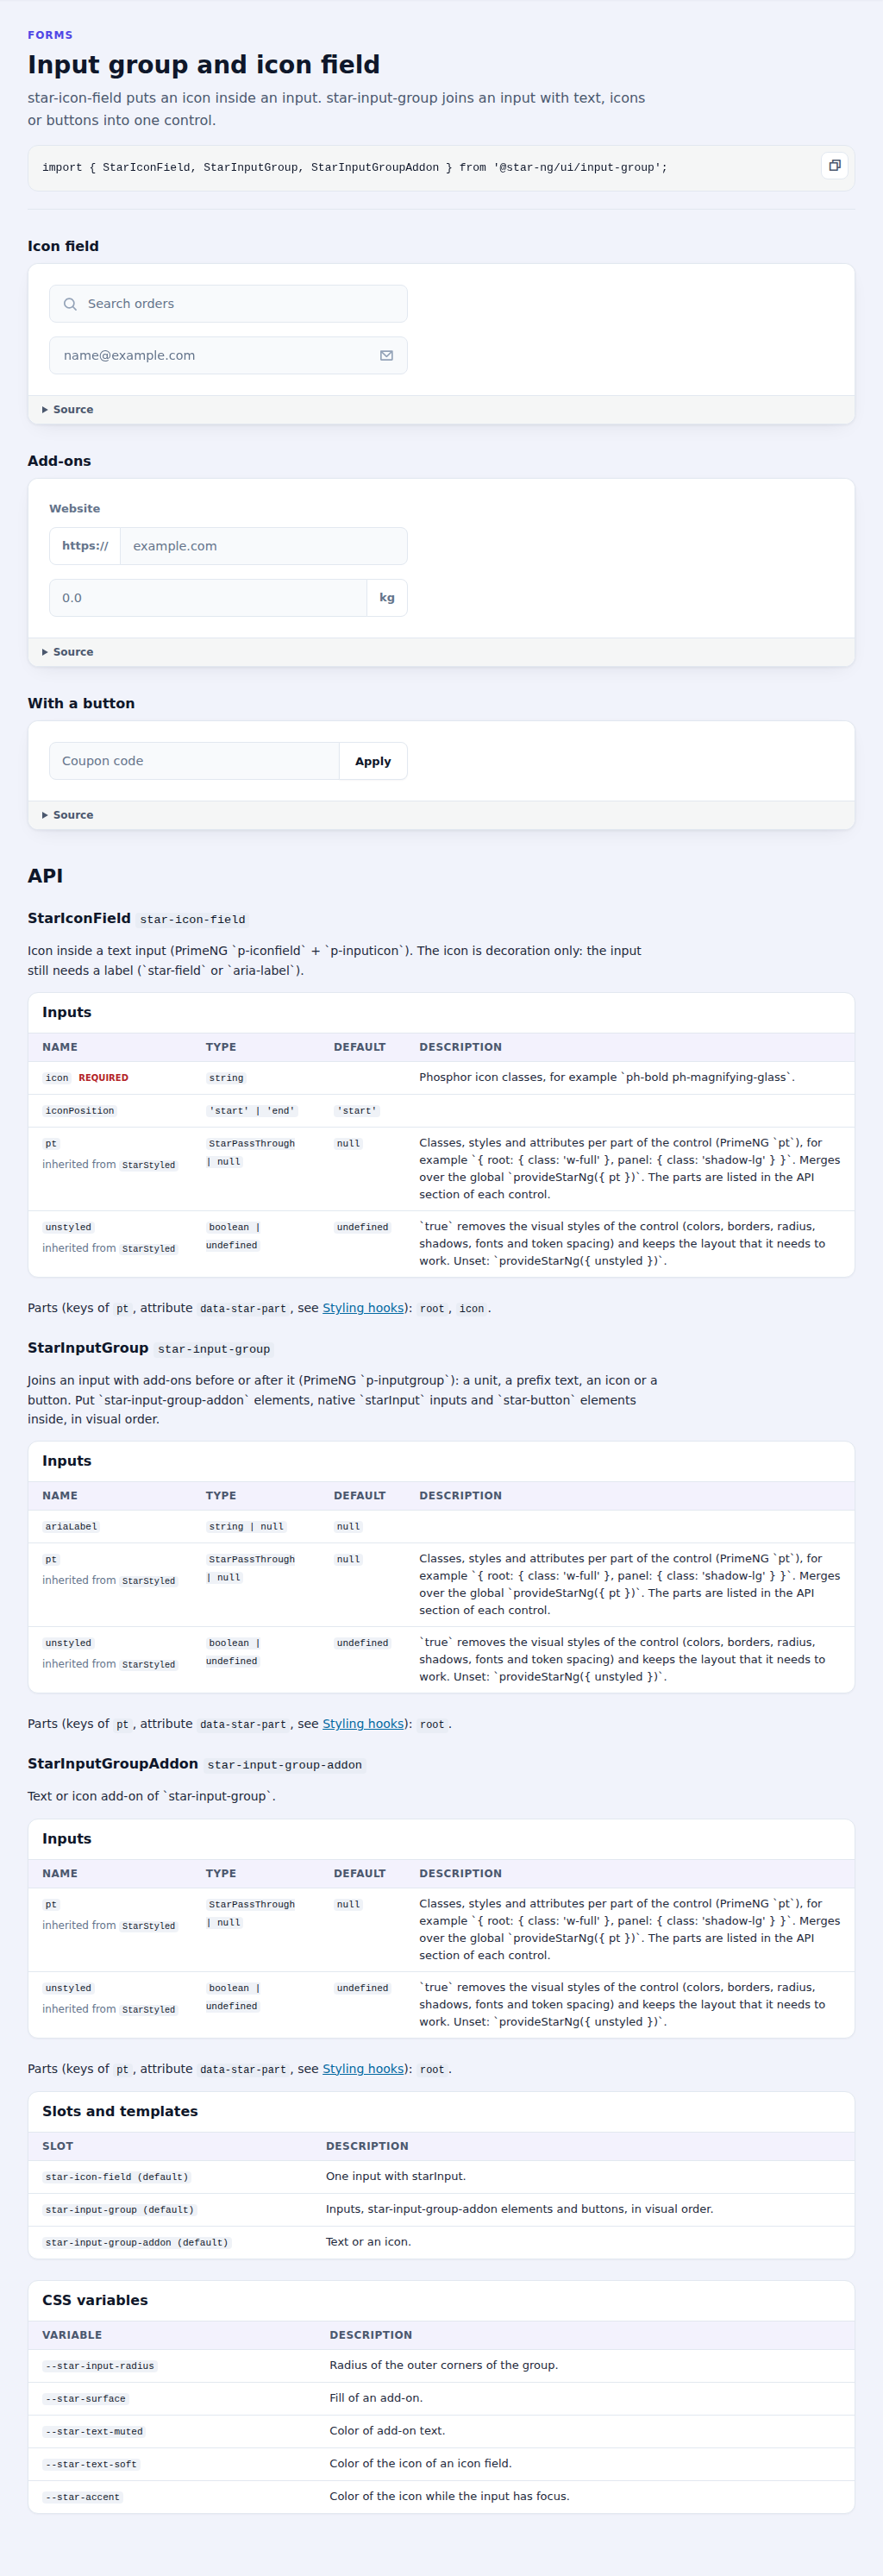 FORMS
Input group and icon field
star-icon-field puts an icon inside an input. star-input-group joins an input with text, icons
or buttons into one control.
import { StarIconField, StarInputGroup, StarInputGroupAddon } from '@star-ng/ui/input-group';
Icon field
Search orders
name@example.com
Source
Add-ons
Website
https:// example.com
0.0 kg
Source
With a button
Coupon code Apply
Source
API
StarIconField star-icon-field
Icon inside a text input (PrimeNG `p-iconfield` + `p-inputicon`). The icon is decoration only: the input
still needs a label (`star-field` or `aria-label`).
Inputs
NAME TYPE DEFAULT DESCRIPTION
icon REQUIRED string Phosphor icon classes, for example `ph-bold ph-magnifying-glass`.
iconPosition 'start' | 'end' 'start'
pt StarPassThrough null Classes, styles and attributes per part of the control (PrimeNG `pt`), for
inherited from StarStyled | null example `{ root: { class: 'w-full' }, panel: { class: 'shadow-lg' } }`. Merges
over the global `provideStarNg({ pt })`. The parts are listed in the API
section of each control.
unstyled boolean | undefined `true` removes the visual styles of the control (colors, borders, radius,
inherited from StarStyled undefined shadows, fonts and token spacing) and keeps the layout that it needs to
work. Unset: `provideStarNg({ unstyled })`.
Parts (keys of pt, attribute data-star-part, see Styling hooks): root, icon.
StarInputGroup star-input-group
Joins an input with add-ons before or after it (PrimeNG `p-inputgroup`): a unit, a prefix text, an icon or a
button. Put `star-input-group-addon` elements, native `starInput` inputs and `star-button` elements
inside, in visual order.
Inputs
NAME TYPE DEFAULT DESCRIPTION
ariaLabel string | null null
pt StarPassThrough null Classes, styles and attributes per part of the control (PrimeNG `pt`), for
inherited from StarStyled | null example `{ root: { class: 'w-full' }, panel: { class: 'shadow-lg' } }`. Merges
over the global `provideStarNg({ pt })`. The parts are listed in the API
section of each control.
unstyled boolean | undefined `true` removes the visual styles of the control (colors, borders, radius,
inherited from StarStyled undefined shadows, fonts and token spacing) and keeps the layout that it needs to
work. Unset: `provideStarNg({ unstyled })`.
Parts (keys of pt, attribute data-star-part, see Styling hooks): root.
StarInputGroupAddon star-input-group-addon
Text or icon add-on of `star-input-group`.
Inputs
NAME TYPE DEFAULT DESCRIPTION
pt StarPassThrough null Classes, styles and attributes per part of the control (PrimeNG `pt`), for
inherited from StarStyled | null example `{ root: { class: 'w-full' }, panel: { class: 'shadow-lg' } }`. Merges
over the global `provideStarNg({ pt })`. The parts are listed in the API
section of each control.
unstyled boolean | undefined `true` removes the visual styles of the control (colors, borders, radius,
inherited from StarStyled undefined shadows, fonts and token spacing) and keeps the layout that it needs to
work. Unset: `provideStarNg({ unstyled })`.
Parts (keys of pt, attribute data-star-part, see Styling hooks): root.
Slots and templates
SLOT DESCRIPTION
star-icon-field (default) One input with starInput.
star-input-group (default) Inputs, star-input-group-addon elements and buttons, in visual order.
star-input-group-addon (default) Text or an icon.
CSS variables
VARIABLE DESCRIPTION
--star-input-radius Radius of the outer corners of the group.
--star-surface Fill of an add-on.
--star-text-muted Color of add-on text.
--star-text-soft Color of the icon of an icon field.
--star-accent Color of the icon while the input has focus.